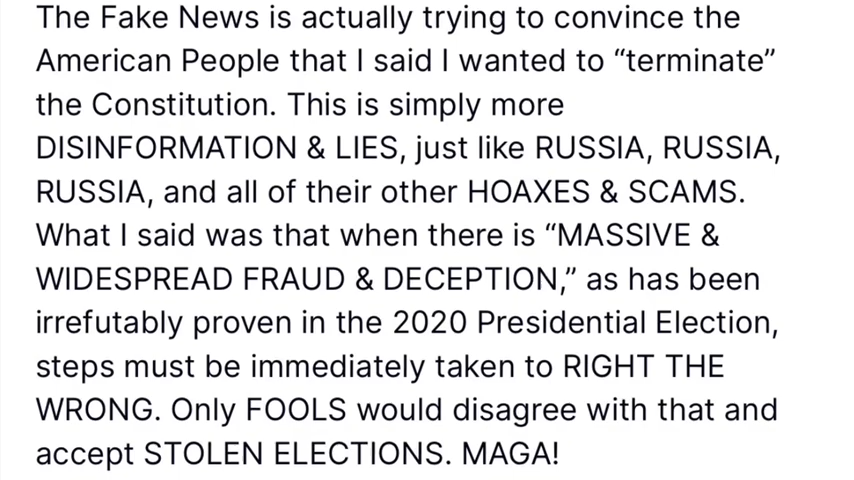 The Fake News is actually trying to convince the
American People that I said I wanted to “terminate”
the Constitution. This is simply more
DISINFORMATION & LIES, just like RUSSIA, RUSSIA,
RUSSIA, and all of their other HOAXES & SCAMS.
What I said was that when there is “MASSIVE &
WIDESPREAD FRAUD & DECEPTION,” as has been
irrefutably proven in the 2020 Presidential Election,
steps must be immediately taken to RIGHT THE
WRONG. Only FOOLS would disagree with that and
accept STOLEN ELECTIONS. MAGA!